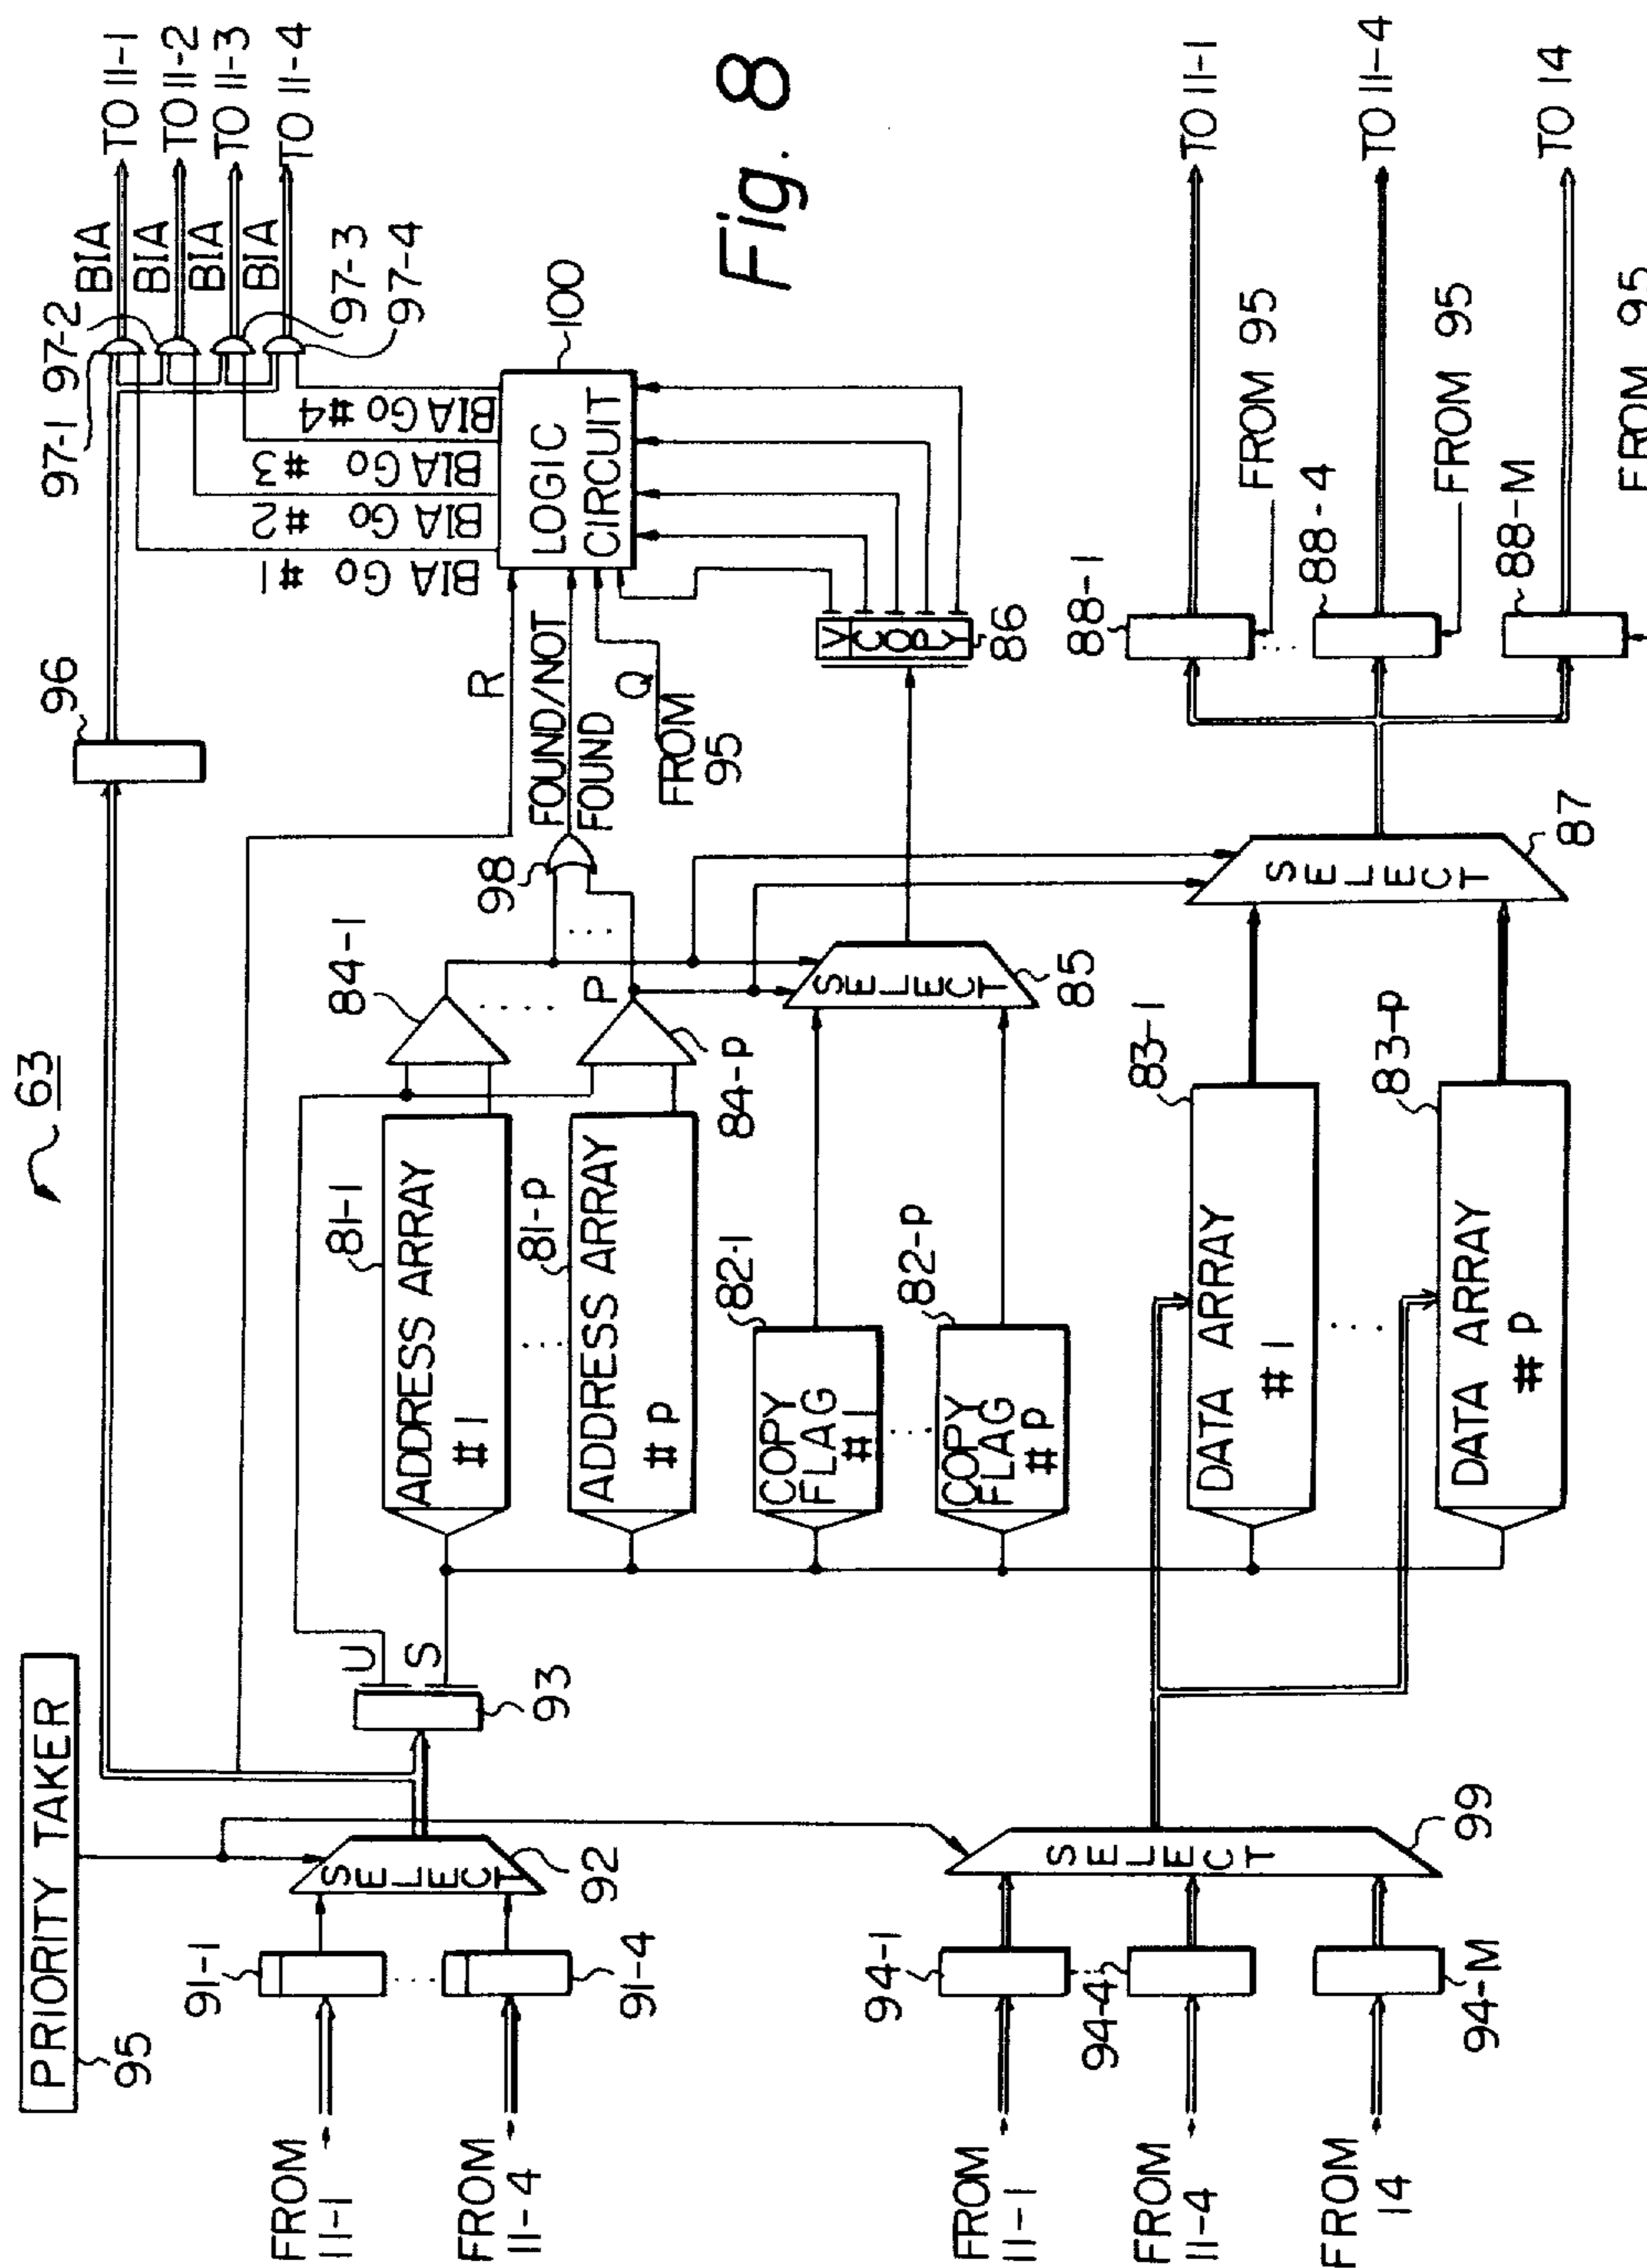 63
PRIORITY TAKER
95
FROM
11-1
FROM
11-4
91-1
91-4
SELECT
92
U
S
93
96
97-1
97-2
97-3
97-4
BIA
BIA
BIA
BIA
TO 11-1
TO 11-2
TO 11-3
TO 11-4
ADDRESS ARRAY
#1
81-1
ADDRESS ARRAY
#p
81-p
84-1
84-p
P
98
R
FOUND/NOT
FOUND
Q
FROM
95
BIA Go #1
BIA Go #2
BIA Go #3
BIA Go #4
LOGIC
CIRCUIT
100
Fig. 8
COPY
FLAG
#1
82-1
COPY
FLAG
#p
82-p
SELECT
85
V
COPY
86
FROM
11-1
FROM
11-4
FROM
14
94-1
94-4
94-M
SELECT
99
DATA ARRAY
#1
83-1
DATA ARRAY
#p
83-p
SELECT
87
88-1
FROM 95
88-4
FROM 95
88-M
FROM 95
TO 11-1
TO 11-4
TO 14